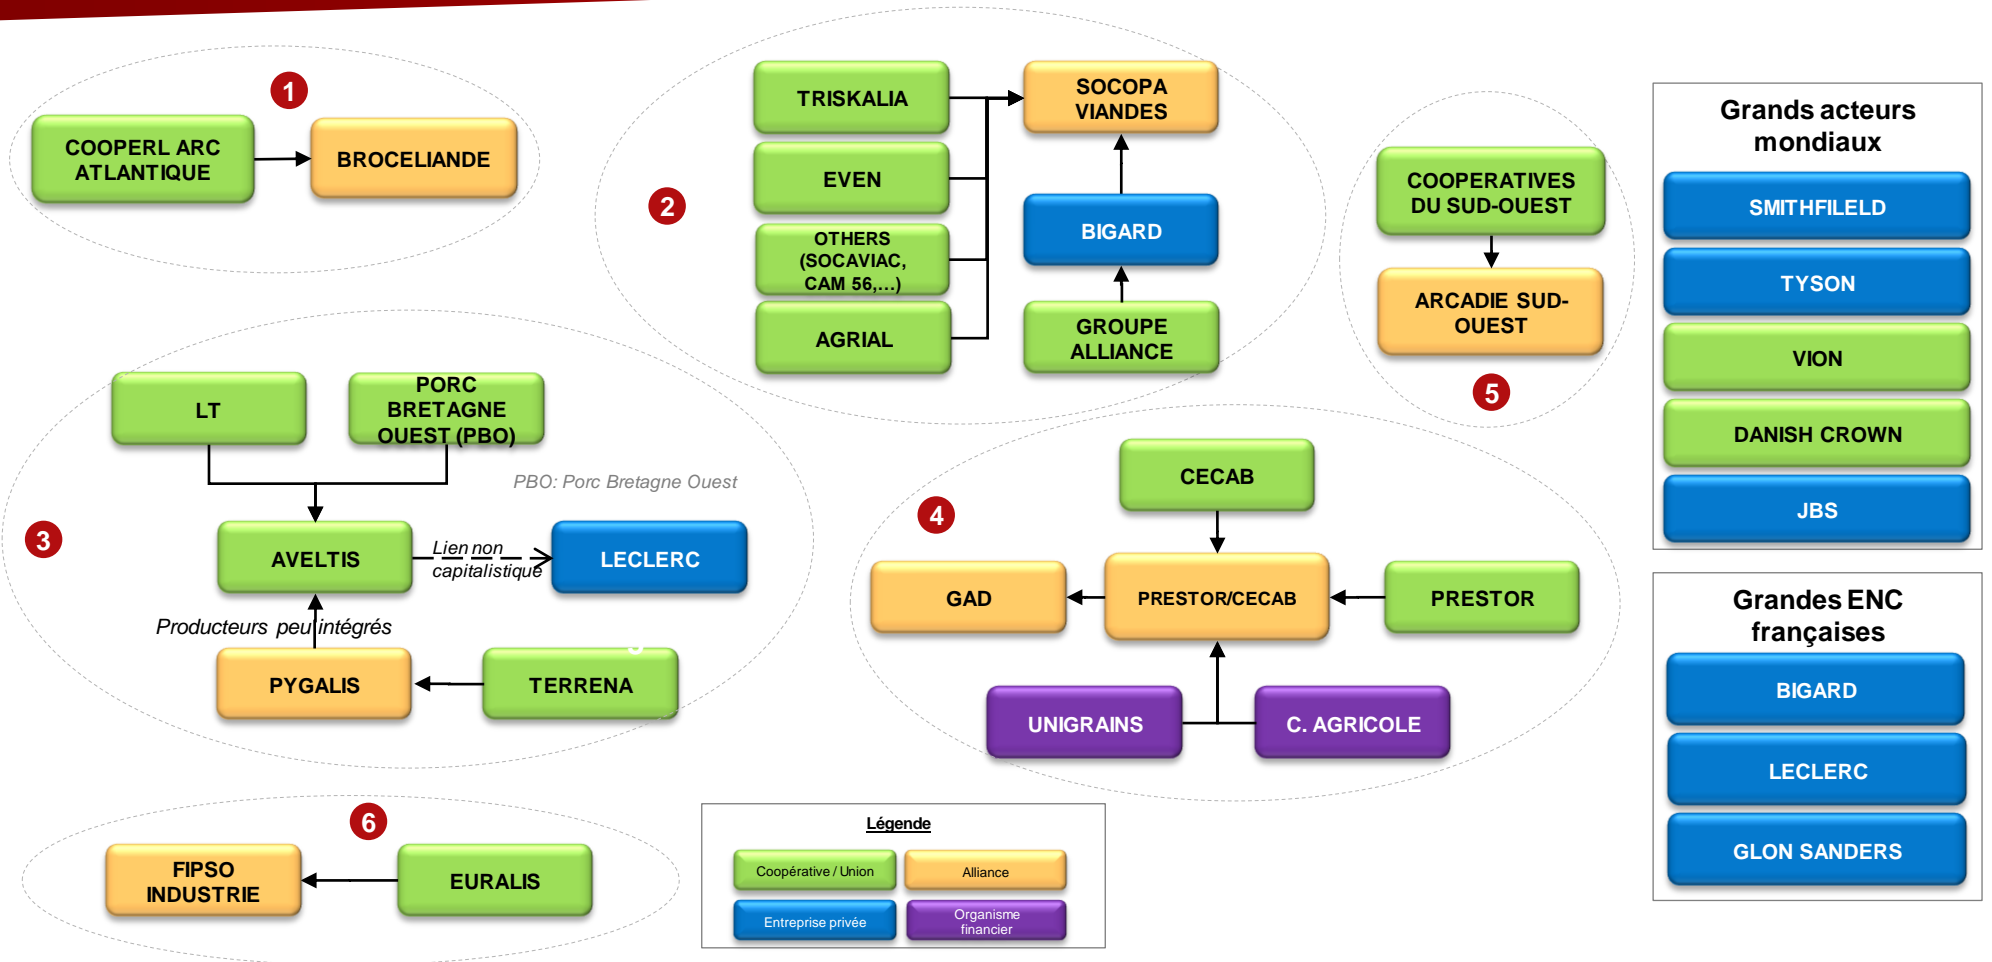 1
COOPERL ARC
ATLANTIQUE
BROCELIANDE
2
TRISKALIA
EVEN
OTHERS
(SOCAVIAC,
CAM 56,…)
AGRIAL
SOCOPA
VIANDES
BIGARD
GROUPE
ALLIANCE
COOPERATIVES
DU SUD-OUEST
ARCADIE SUD-
OUEST
5
3
LT
PORC
BRETAGNE
OUEST (PBO)
PBO: Porc Bretagne Ouest
AVELTIS
Lien non
capitalistique
LECLERC
Producteurs peu intégrés
PYGALIS
TERRENA
4
CECAB
GAD
PRESTOR/CECAB
PRESTOR
UNIGRAINS
C. AGRICOLE
6
FIPSO
INDUSTRIE
EURALIS
Légende
Coopérative / Union
Alliance
Entreprise privée
Organisme
financier
Grands acteurs
mondiaux
SMITHFILELD
TYSON
VION
DANISH CROWN
JBS
Grandes ENC
françaises
BIGARD
LECLERC
GLON SANDERS